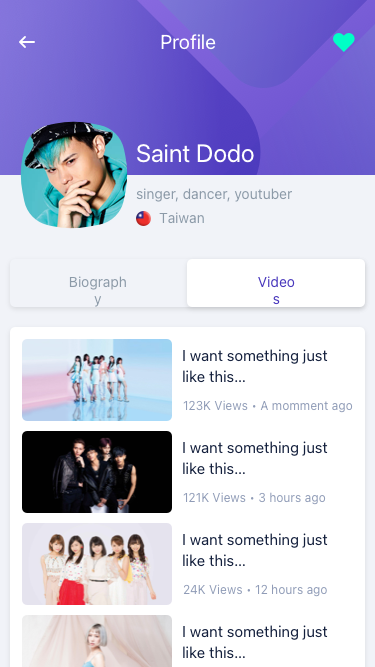 Profile
Saint Dodo
singer, dancer, youtuber
Taiwan
Biograph
y
Video
s
I want something just
like this...
123K Views • A momment ago
I want something just
like this...
121K Views • 3 hours ago
I want something just
like this...
24K Views • 12 hours ago
I want something just
like this...